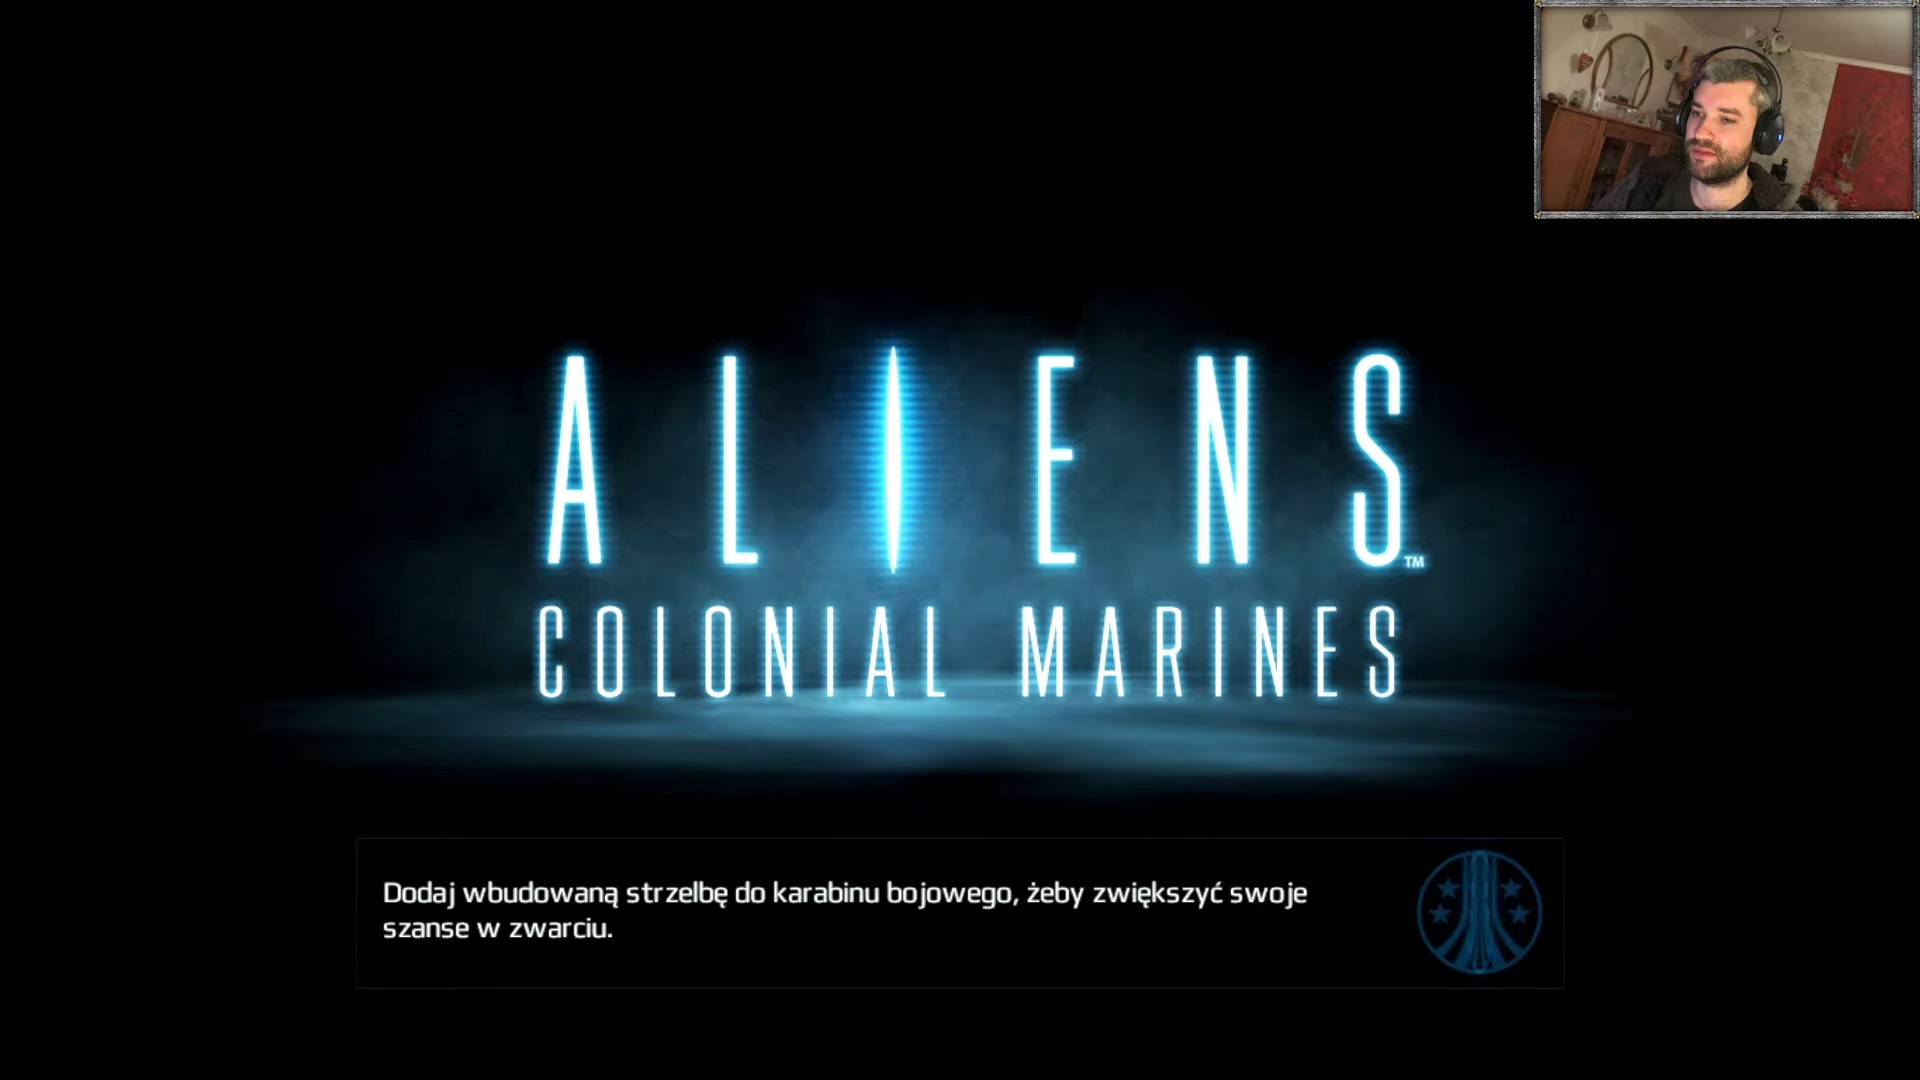 ALIENS™
COLONIAL MARINES
Dodaj wbudowaną strzelbę do karabinu bojowego, żeby zwiększyć swoje
szanse w zwarciu.